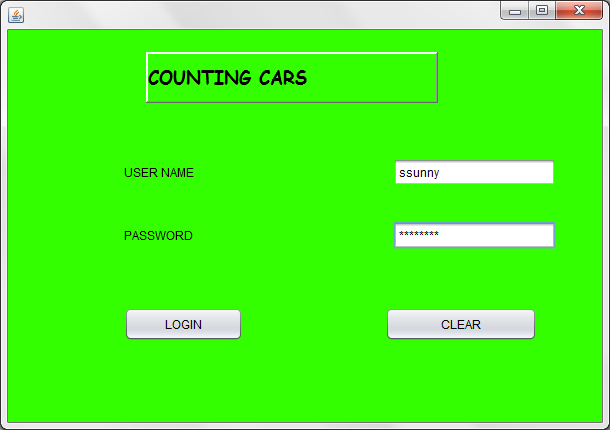 COUNTING CARS
USER NAME
ssunny
PASSWORD
********
LOGIN
CLEAR